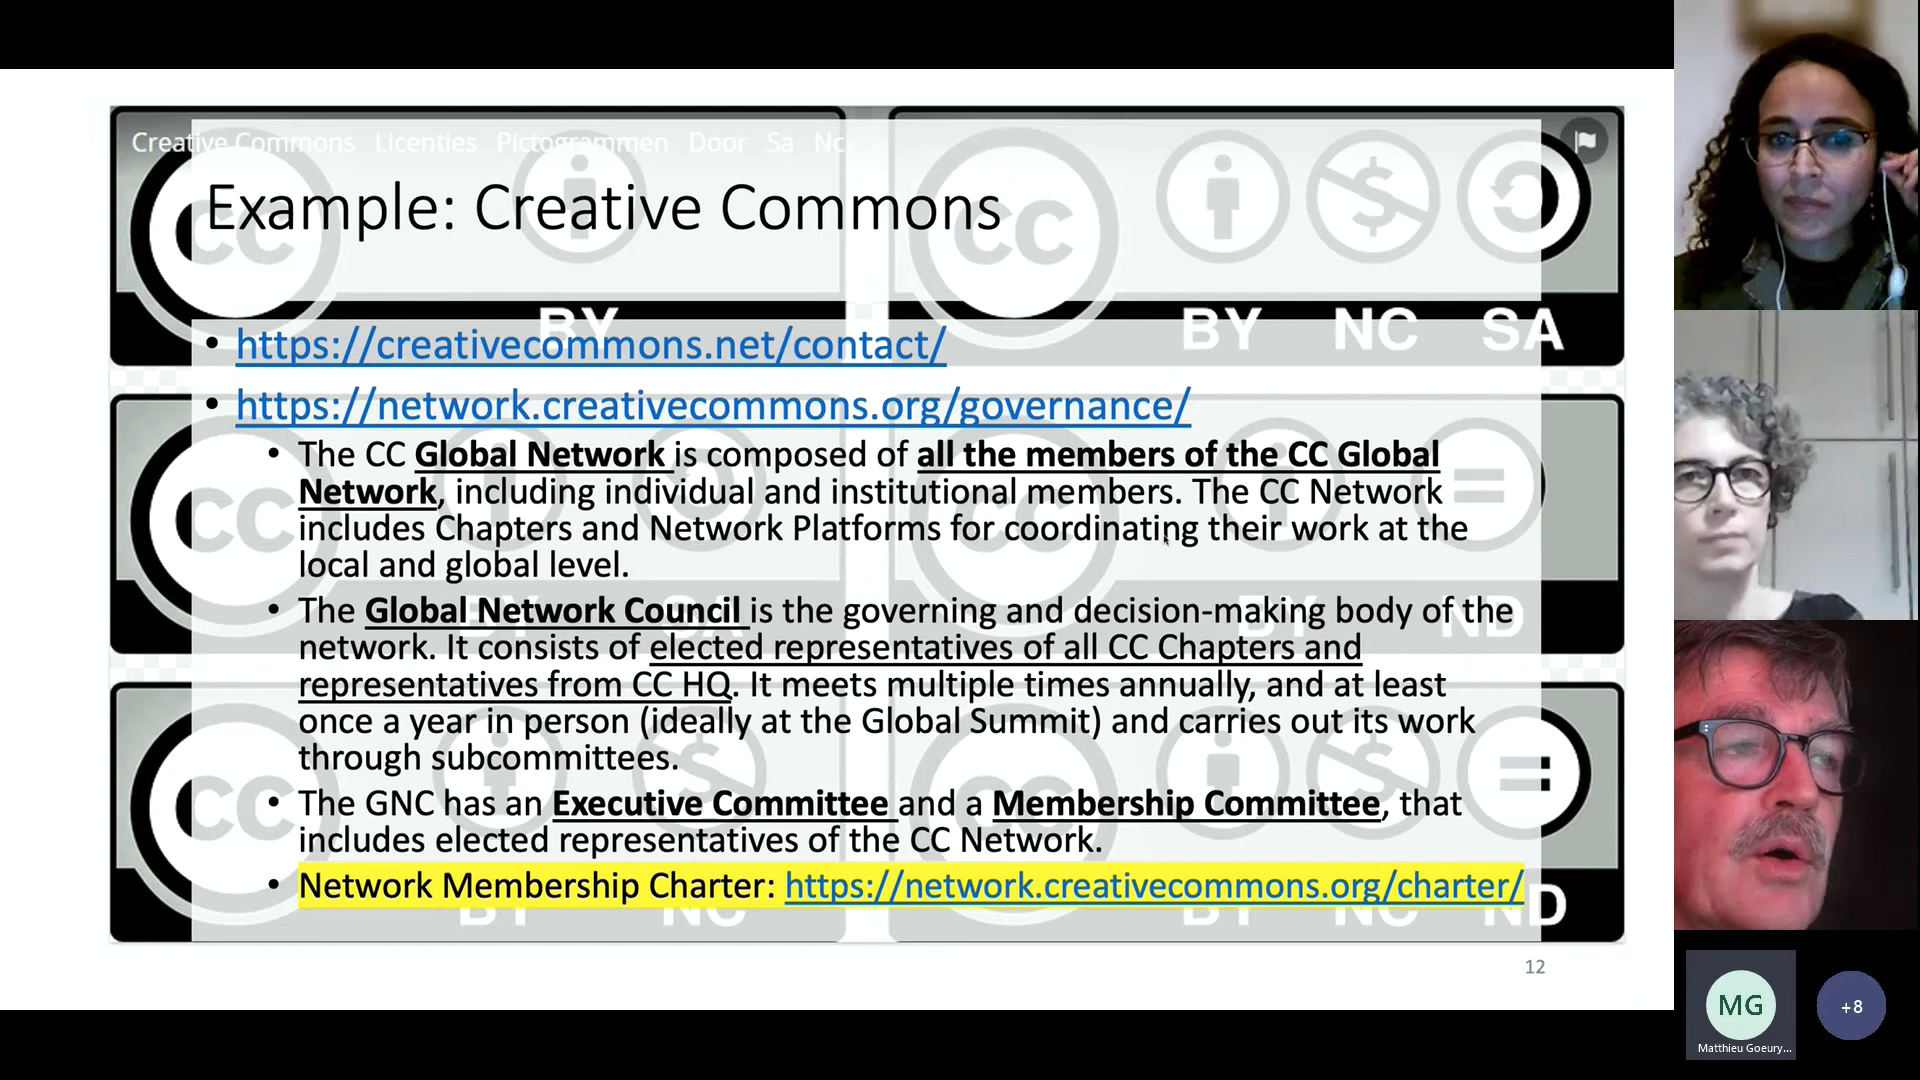 Creative Commons Licenties Pictogrammen Door Sa Nc
Example: Creative Commons
BY
BY NC SA
• https://creativecommons.net/contact/
• https://network.creativecommons.org/governance/
• The CC Global Network is composed of all the members of the CC Global
Network, including individual and institutional members. The CC Network
includes Chapters and Network Platforms for coordinating their work at the
local and global level.
• The Global Network Council is the governing and decision-making body of the
network. It consists of elected representatives of all CC Chapters and
representatives from CC HQ. It meets multiple times annually, and at least
once a year in person (ideally at the Global Summit) and carries out its work
through subcommittees.
• The GNC has an Executive Committee and a Membership Committee, that
includes elected representatives of the CC Network.
• Network Membership Charter: https://network.creativecommons.org/charter/
BY NC
BY NC ND
12
MG
+8
Matthieu Goeury...